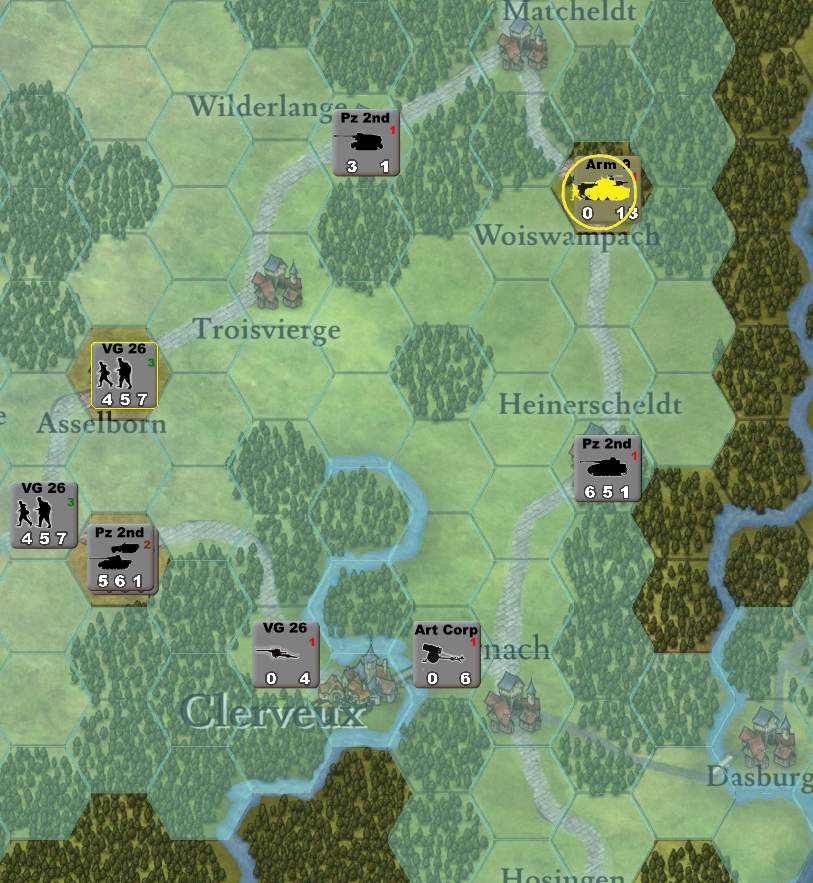 Matcheldt
Wilderlange
Pz 2nd
1
3 1
Arm 9
0 13
Woiswampach
Troisvierge
VG 26
3
4 5 7
Asselborn
Heinerscheldt
Pz 2nd
1
6 5 1
VG 26
3
4 5 7
Pz 2nd
2
5 6 1
VG 26
1
0 4
Art Corp
1
0 6
nach
Clerveux
Dasburg
Hosingen